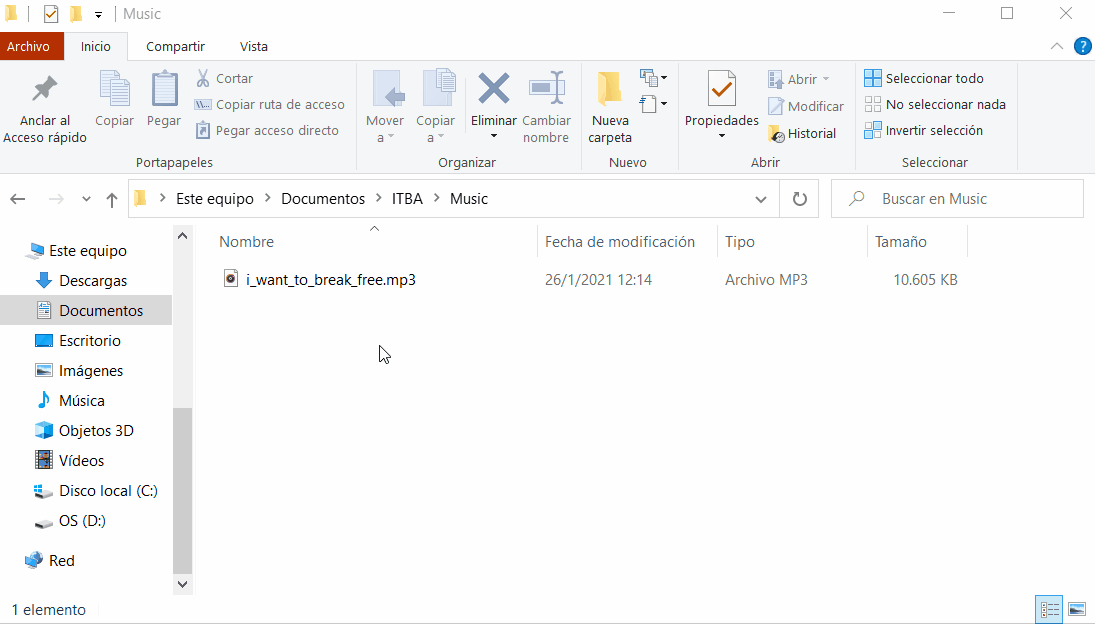 Music
Archivo Inicio Compartir Vista
Anclar al Acceso rápido
Copiar
Pegar
Cortar
Copiar ruta de acceso
Pegar acceso directo
Portapapeles
Mover a
Copiar a
Eliminar
Cambiar nombre
Organizar
Nueva carpeta
Nuevo
Propiedades
Abrir
Modificar
Historial
Abrir
Seleccionar todo
No seleccionar nada
Invertir selección
Seleccionar
Este equipo > Documentos > ITBA > Music
Buscar en Music
Este equipo
Descargas
Documentos
Escritorio
Imágenes
Música
Objetos 3D
Vídeos
Disco local (C:)
OS (D:)
Red
Nombre Fecha de modificación Tipo Tamaño
i_want_to_break_free.mp3 26/1/2021 12:14 Archivo MP3 10.605 KB
1 elemento